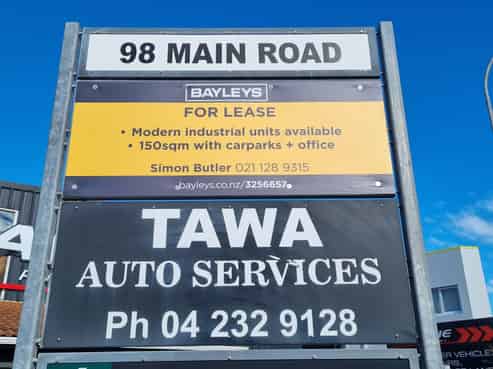 98 MAIN ROAD
BAYLEYS
FOR LEASE
• Modern industrial units available
• 150sqm with carparks + office
Simon Butler 021 128 9315
bayleys.co.nz/3256657
TAWA
AUTO SERVICES
Ph 04 232 9128